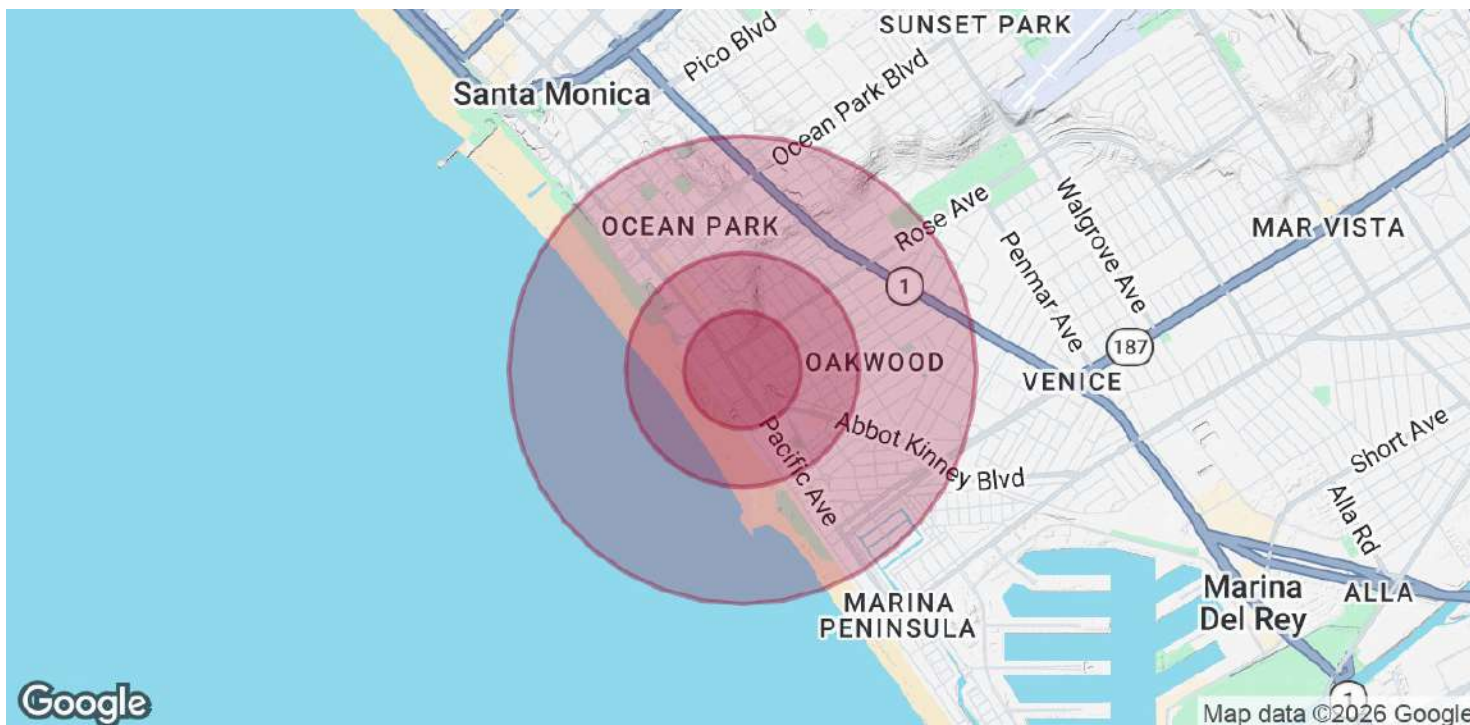 SUNSET PARK
Pico Blvd
Santa Monica
Ocean Park Blvd
OCEAN PARK
Rose Ave
Walgrove Ave
MAR VISTA
Penmar Ave
1
187
OAKWOOD
VENICE
Abbot Kinney Blvd
Pacific Ave
Short Ave
Alla Rd
MARINA
PENINSULA
Marina
Del Rey
ALLA
1
Google
Map data ©2026 Google